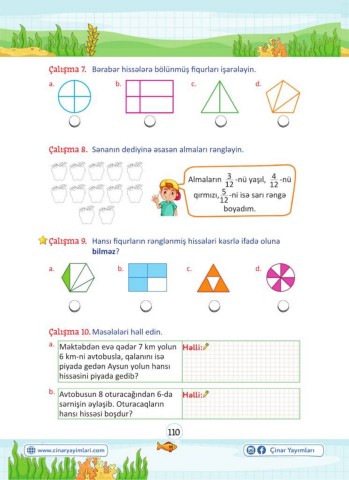 Çalışma 7. Bərabər hissələrə bölünmüş fiqurları işarələyin.
a. b. c. d.
Çalışma 8. Sənanın dediyinə əsasən almaları rəngləyin.
Almaların 3/12 -nü yaşıl, 4/12 -nü
qırmızı, 5/12 -ni isə sarı rəngə
boyadım.
Çalışma 9. Hansı fiqurların rənglənmiş hissələri kəsrlə ifadə oluna
bilməz?
a. b. c. d.
Çalışma 10. Məsələləri həll edin.
a. Məktəbdən evə qədər 7 km yolun
6 km-ni avtobusla, qalanını isə
piyada gedən Aysun yolun hansı
hissəsini piyada gedib?
Həlli:
b. Avtobusun 8 oturacağından 6-da
sərnişin əyləşib. Oturacaqların
hansı hissəsi boşdur?
Həlli:
110
www.cinaryayimlari.com
Çinar Yayımları